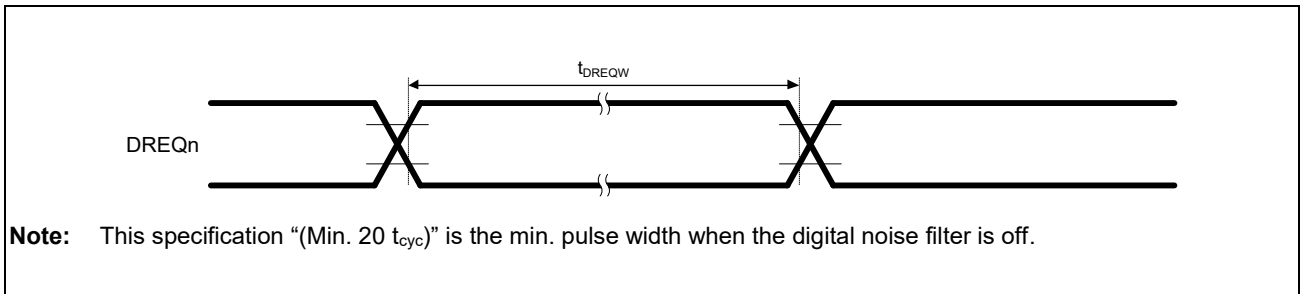 tDREQW
DREQn
Note: This specification “(Min. 20 tcyc)” is the min. pulse width when the digital noise filter is off.